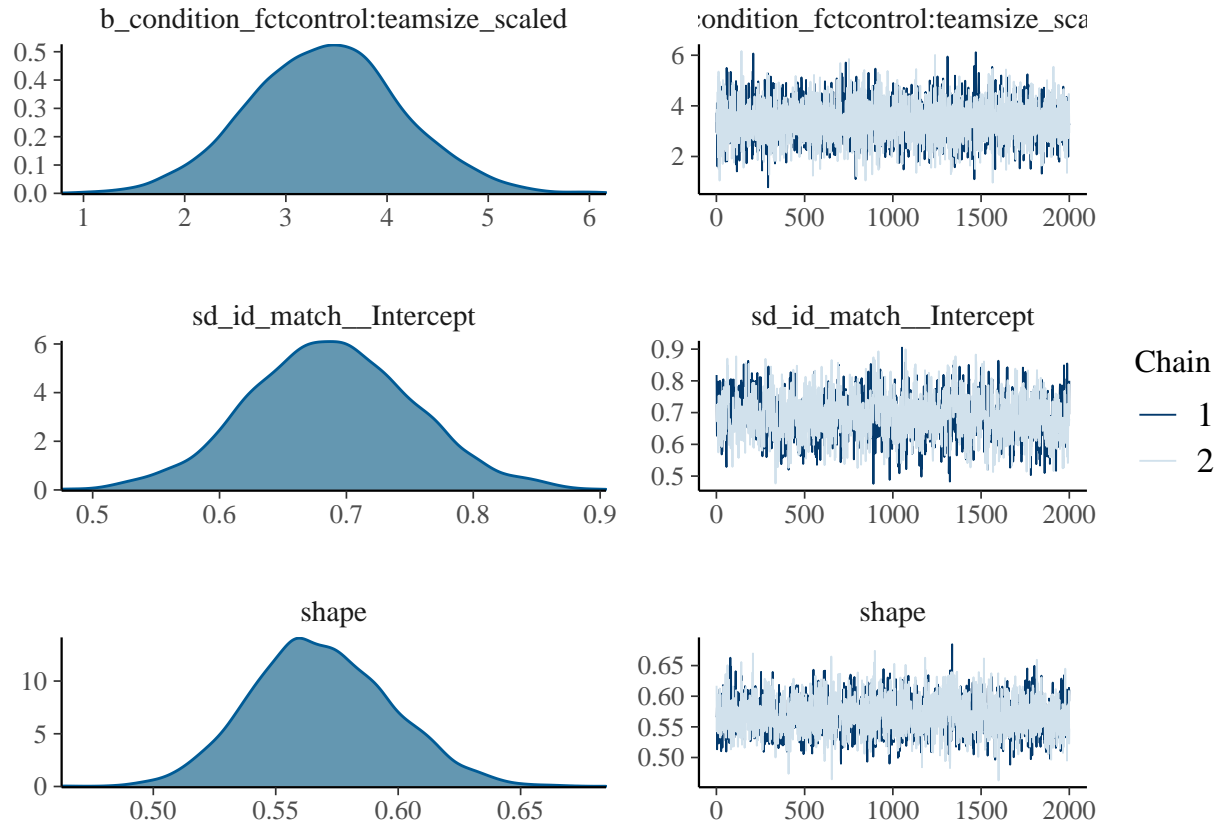 b_condition_fctcontrol:teamsize_scaled
condition_fctcontrol:teamsize_sca
0.5
0.4
0.3
0.2
0.1
0.0
1 2 3 4 5 6
6
4
2
0 500 1000 1500 2000
sd_id_match__Intercept
sd_id_match__Intercept
6
4
2
0
0.5 0.6 0.7 0.8 0.9
0.9
0.8
0.7
0.6
0.5
0 500 1000 1500 2000
Chain
1
2
shape
shape
10
5
0
0.50 0.55 0.60 0.65
0.65
0.60
0.55
0.50
0 500 1000 1500 2000